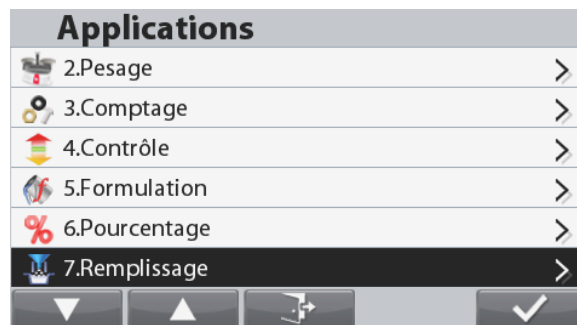 Applications
2.Pesage
3.Comptage
4.Contrôle
5.Formulation
6.Pourcentage
7.Remplissage